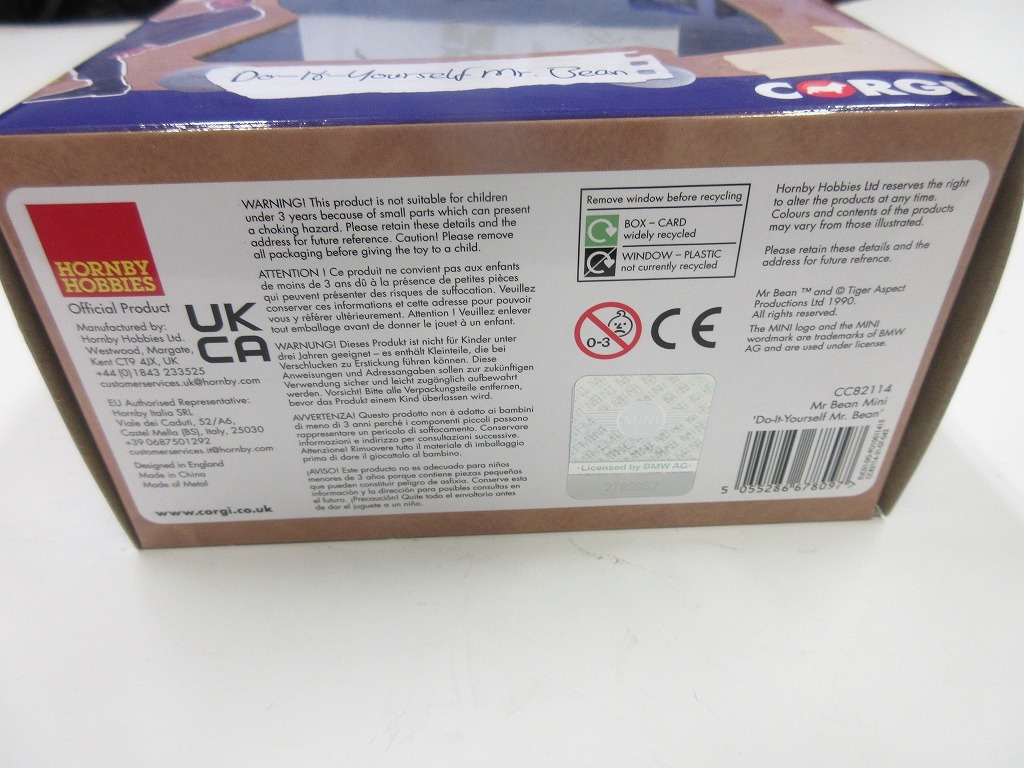 Do-It-Yourself Mr. Bean
CORGI
HORNBY
HOBBIES
Official Product
Manufactured by:
Hornby Hobbies Ltd.
Westwood, Margate,
Kent CT9 4JX, UK
+44(0)1843 233525
customerservices.uk@hornby.com
EU Authorised Representative:
Hornby Italia SRL
Viale dei Caduti, 52/A6,
Castel Mella (BS), Italy, 25030
+39 0687501292
customerservices.it@hornby.com
Designed in England
Made in China
Made of Metal
www.corgi.co.uk
UK
CA
WARNING! This product is not suitable for children
under 3 years because of small parts which can present
a choking hazard. Please retain these details and the
address for future reference. Caution! Please remove
all packaging before giving the toy to a child.
ATTENTION ! Ce produit ne convient pas aux enfants
de moins de 3 ans dû à la présence de petites pièces
qui peuvent présenter des risques de suffocation. Veuillez
conserver ces informations et cette adresse pour pouvoir
vous y référer ultérieurement. Attention ! Veuillez enlever
tout emballage avant de donner le jouet à un enfant.
WARNUNG! Dieses Produkt ist nicht für Kinder unter
drei Jahren geeignet – es enthält Kleinteile, die bei
Verschlucken zu Erstickung führen können. Diese
Anweisungen und Adressangaben sollen zur zukünftigen
Verwendung sicher und leicht zugänglich aufbewahrt
werden. Vorsicht! Bitte alle Verpackungsteile entfernen,
bevor das Produkt einem Kind überlassen wird.
AVVERTENZA! Questo prodotto non è adatto ai bambini
di meno di 3 anni perché i componenti piccoli possono
rappresentare un pericolo di soffocamento. Conservare
informazioni e indirizzo per consultazioni successive.
Attenzione! Rimuovere tutto il materiale di imballaggio
prima di dare il giocattolo al bambino.
¡AVISO! Este producto no es adecuado para niños
menores de 3 años porque contiene piezas pequeñas
que pueden constituir peligro de asfixia. Conserve esta
información y la dirección para posibles consultas en
el futuro. ¡Precaución! Quite todo el envoltorio antes
de dar el juguete a un niño.
Remove window before recycling
BOX – CARD
widely recycled
WINDOW – PLASTIC
not currently recycled
0-3
CE
MINI
Licensed by BMW AG
2785952
Hornby Hobbies Ltd reserves the right
to alter the products at any time.
Colours and contents of the products
may vary from those illustrated.
Please retain these details and the
address for future refrence.
Mr Bean ™ and © Tiger Aspect
Productions Ltd 1990.
All rights reserved.
The MINI logo and the MINI
wordmark are trademarks of BMW
AG and are used under license.
CC82114
Mr Bean Mini
"Do-It-Yourself Mr. Bean"
5 055286 678097